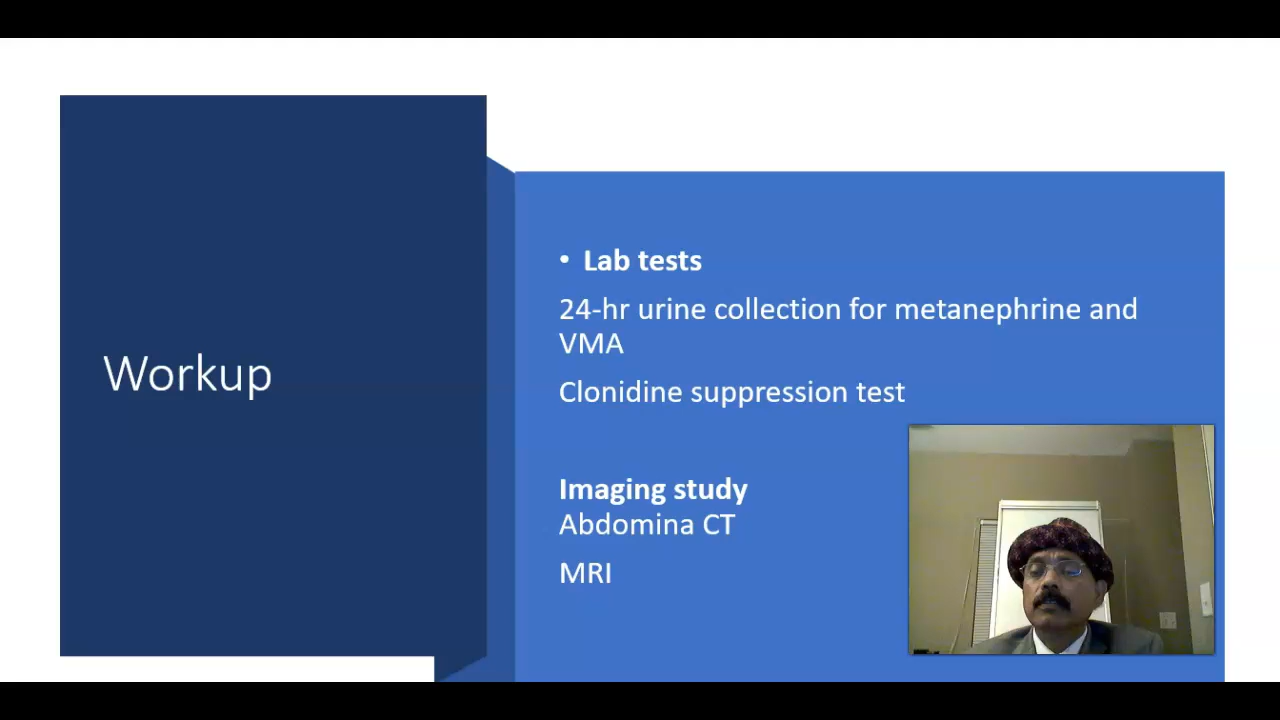 Workup
• Lab tests
24-hr urine collection for metanephrine and
VMA
Clonidine suppression test
Imaging study
Abdomina CT
MRI